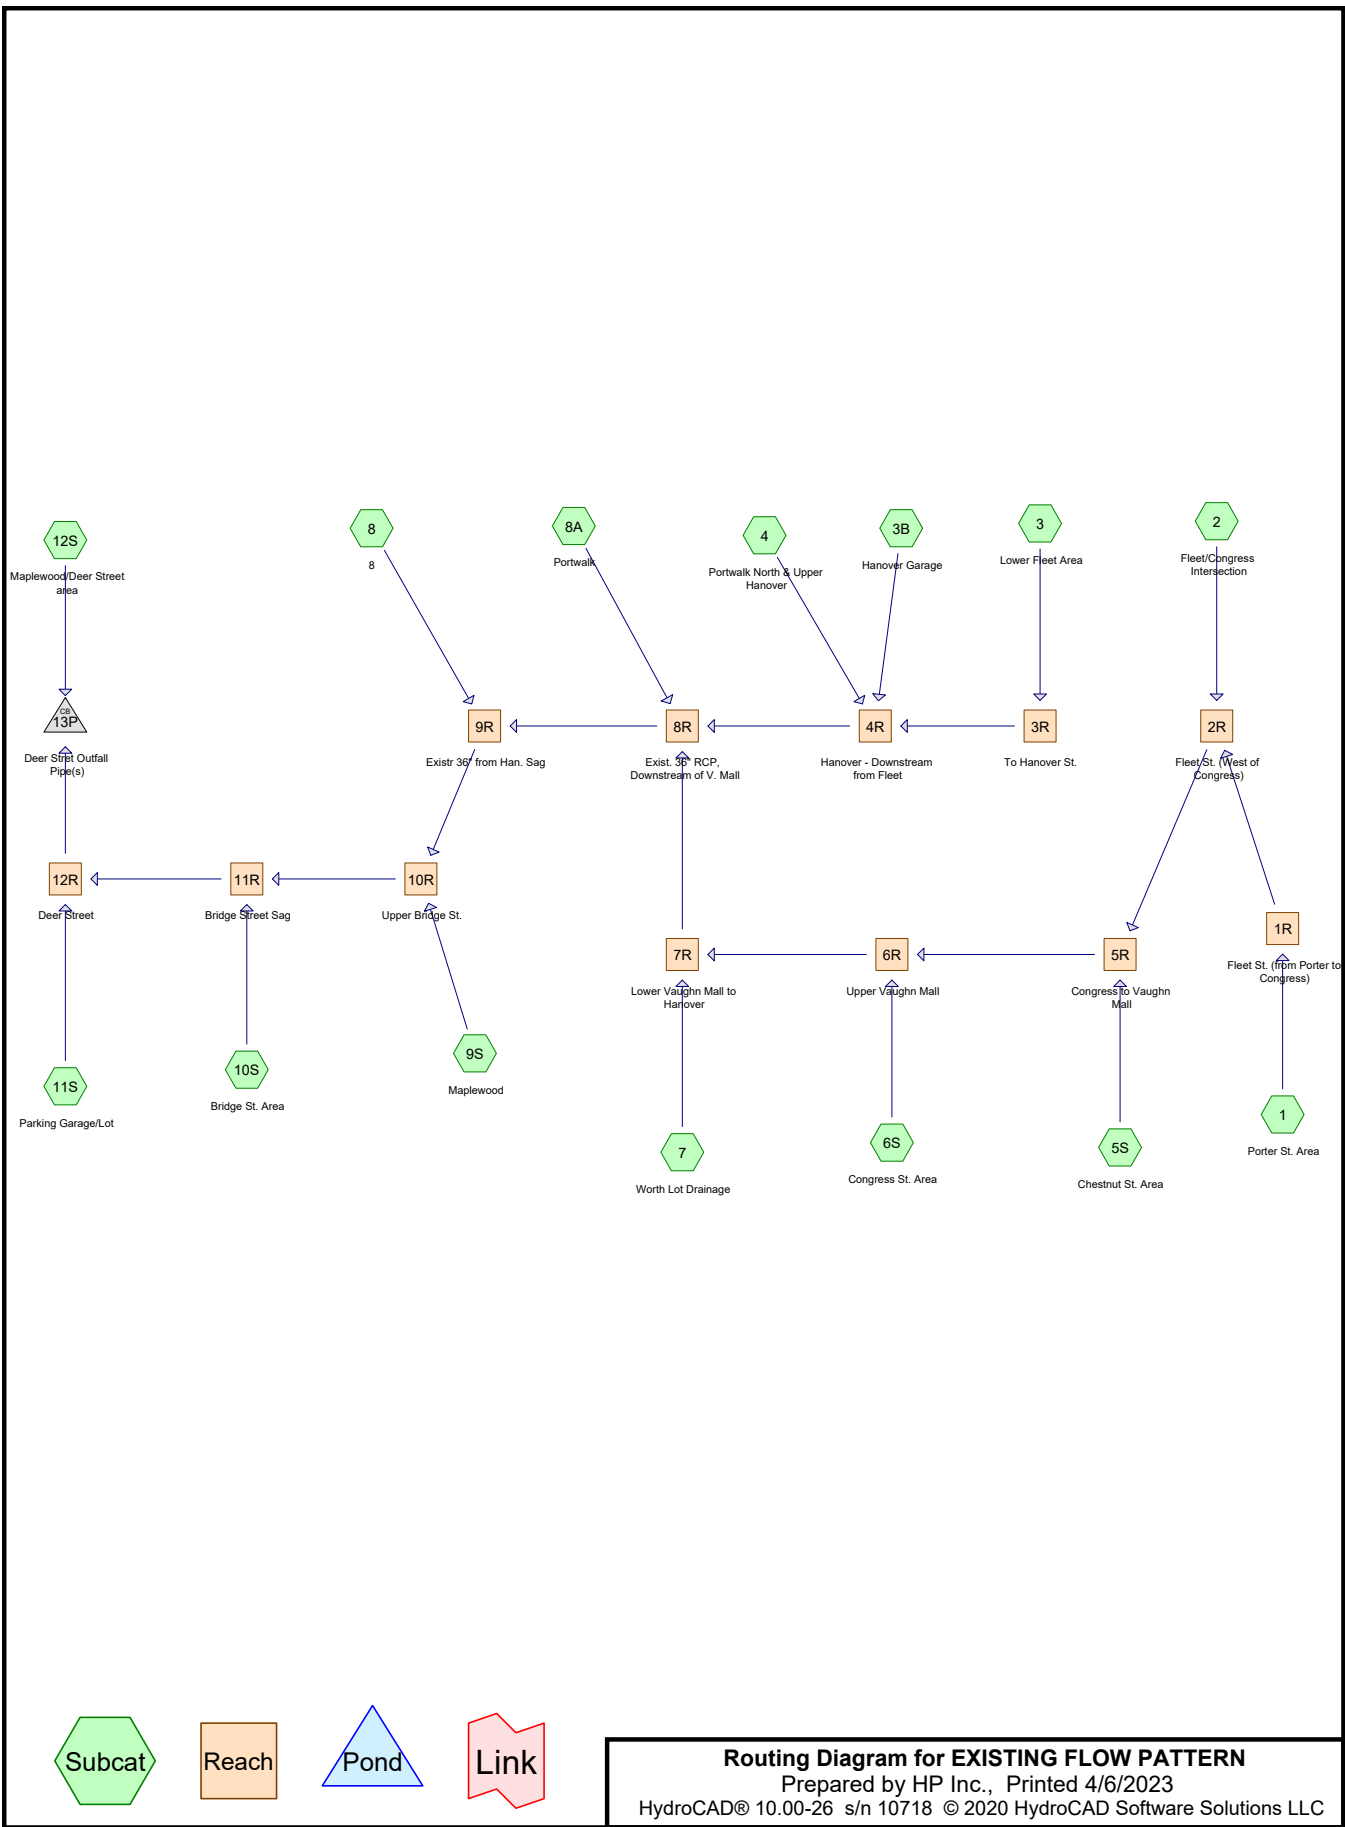 12S
Maplewood/Deer Street
area
8
8
8A
Portwalk
4
Portwalk North & Upper
Hanover
3B
Hanover Garage
3
Lower Fleet Area
2
Fleet/Congress
Intersection
CB
13P
Deer Stret Outfall
Pipe(s)
9R
Existr 36" from Han. Sag
8R
Exist. 36" RCP,
Downstream of V. Mall
4R
Hanover - Downstream
from Fleet
3R
To Hanover St.
2R
Fleet St. (West of
Congress)
12R
Deer Street
11R
Bridge Street Sag
10R
Upper Bridge St.
7R
Lower Vaughn Mall to
Hanover
6R
Upper Vaughn Mall
5R
Congress to Vaughn
Mall
1R
Fleet St. (from Porter to
Congress)
11S
Parking Garage/Lot
10S
Bridge St. Area
9S
Maplewood
7
Worth Lot Drainage
6S
Congress St. Area
5S
Chestnut St. Area
1
Porter St. Area
Subcat
Reach
Pond
Link
Routing Diagram for EXISTING FLOW PATTERN
Prepared by HP Inc., Printed 4/6/2023
HydroCAD® 10.00-26 s/n 10718 © 2020 HydroCAD Software Solutions LLC